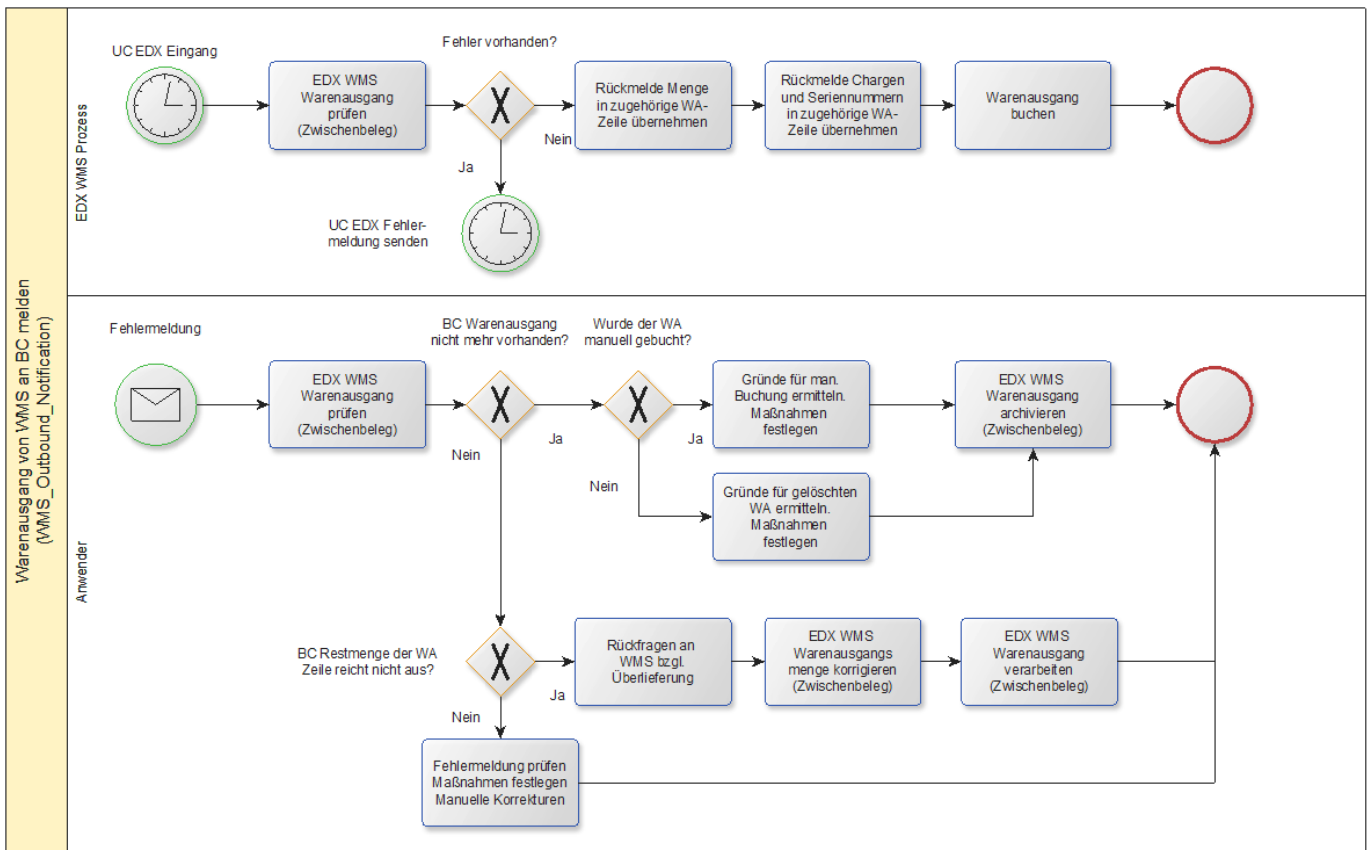 Warenausgang von WMS an BC melden
(WMS_Outbound_Notification)
EDX WMS Prozess
UC EDX Eingang
EDX WMS
Warenausgang
prüfen
(Zwischenbeleg)
Fehler vorhanden?
Nein
Ja
Rückmelde Menge
in zugehörige WA-
Zeile übernehmen
Rückmelde Chargen
und Seriennummern
in zugehörige WA-
Zeile übernehmen
Warenausgang
buchen
UC EDX Fehler-
meldung senden
Anwender
Fehlermeldung
EDX WMS
Warenausgang
prüfen
(Zwischenbeleg)
BC Warenausgang
nicht mehr vorhanden?
Ja
Nein
Wurde der WA
manuell gebucht?
Ja
Nein
Gründe für man.
Buchung ermitteln.
Maßnahmen
festlegen
EDX WMS
Warenausgang
archivieren
(Zwischenbeleg)
Gründe für gelöschten
WA ermitteln.
Maßnahmen
festlegen
BC Restmenge der WA
Zeile reicht nicht aus?
Ja
Nein
Rückfragen an
WMS bzgl.
Überlieferung
EDX WMS
Warenausgangs
menge korrigieren
(Zwischenbeleg)
EDX WMS
Warenausgang
verarbeiten
(Zwischenbeleg)
Fehlermeldung prüfen
Maßnahmen festlegen
Manuelle Korrekturen